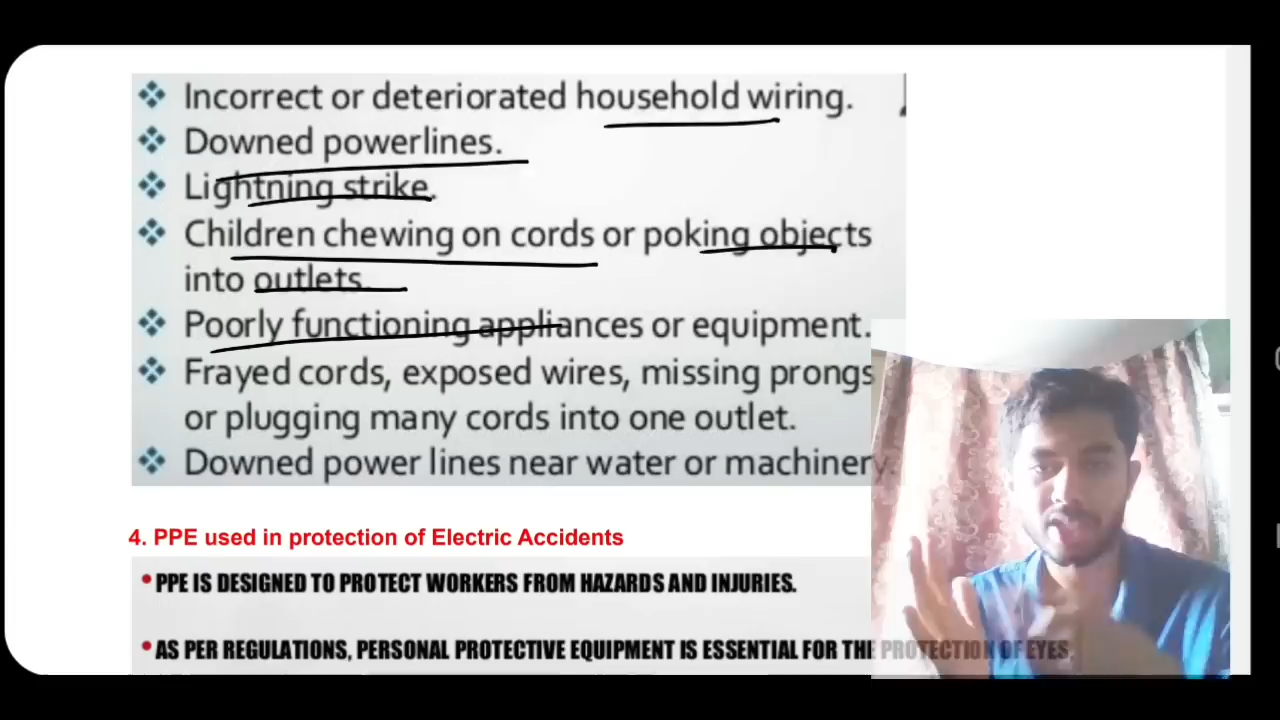 Incorrect or deteriorated household wiring.
Downed powerlines.
Lightning strike.
Children chewing on cords or poking objects
into outlets.
Poorly functioning appliances or equipment.
Frayed cords, exposed wires, missing prongs
or plugging many cords into one outlet.
Downed power lines near water or machinery.
4. PPE used in protection of Electric Accidents
• PPE IS DESIGNED TO PROTECT WORKERS FROM HAZARDS AND INJURIES.
• AS PER REGULATIONS, PERSONAL PROTECTIVE EQUIPMENT IS ESSENTIAL FOR THE PROTECTION OF EYES,